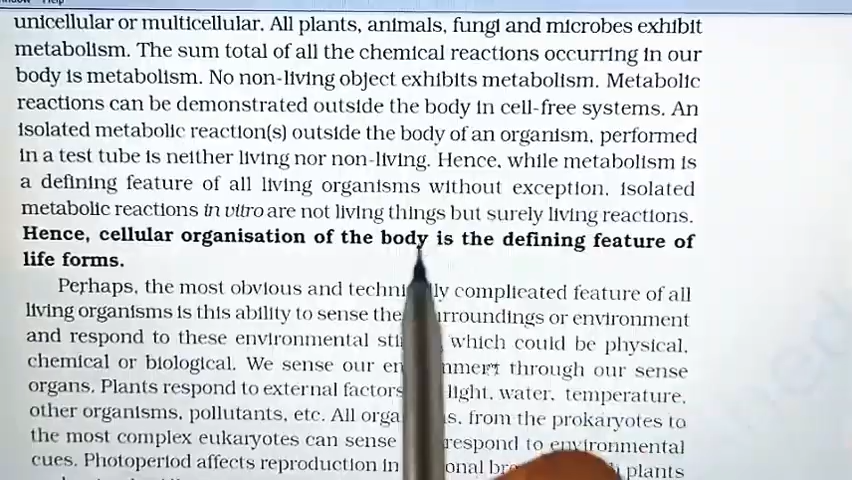 Help
unicellular or multicellular. All plants, animals, fungi and microbes exhibit
metabolism. The sum total of all the chemical reactions occurring in our
body is metabolism. No non-living object exhibits metabolism. Metabolic
reactions can be demonstrated outside the body in cell-free systems. An
isolated metabolic reaction(s) outside the body of an organism, performed
in a test tube is neither living nor non-living. Hence, while metabolism is
a defining feature of all living organisms without exception, isolated
metabolic reactions in vitro are not living things but surely living reactions.
Hence, cellular organisation of the body is the defining feature of
life forms.
Perhaps, the most obvious and complicated feature of all
living organisms is this ability to sense or environment
and respond to these environmental which could be physical,
chemical or biological. We sense our through our sense
organs. Plants respond to external factors light, water, temperature,
other organisms, pollutants, etc. All from the prokaryotes to
the most complex eukaryotes can sense respond to environmental
cues. Photoperiod affects reproduction in plants